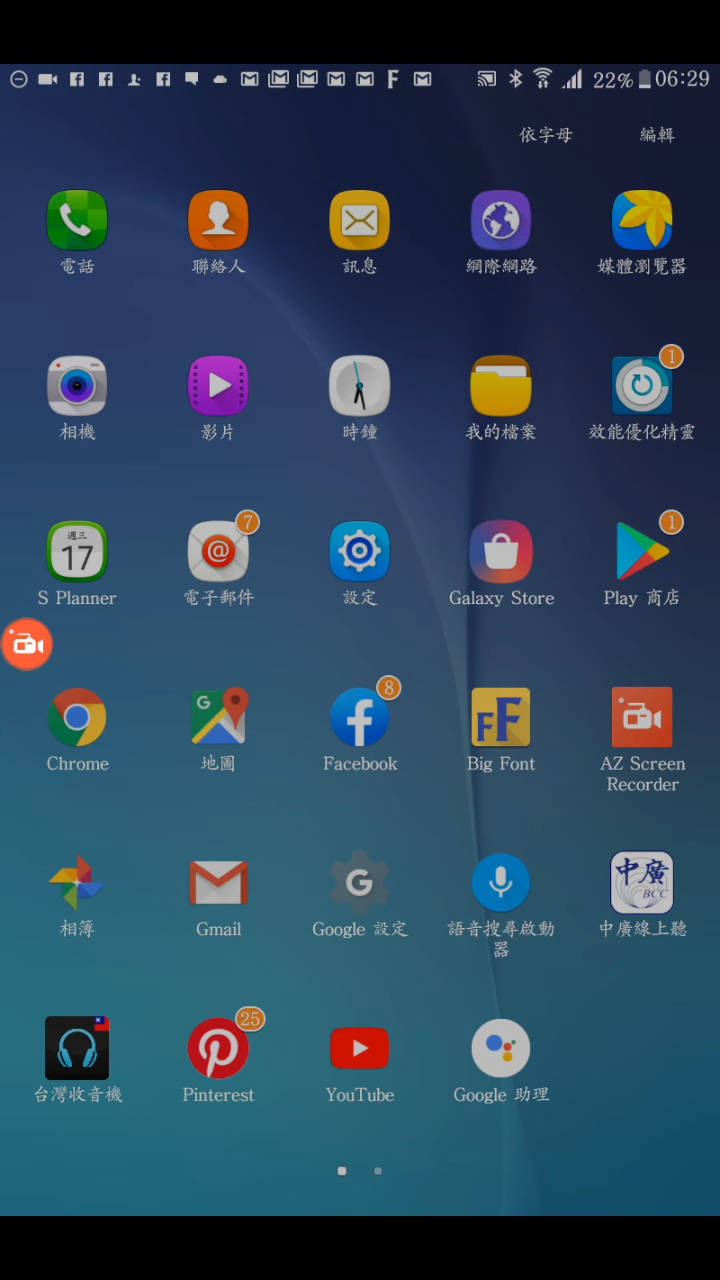 22% 06:29
依字母 編輯
電話 聯絡人 訊息 網際網路 媒體瀏覽器
1
相機 影片 時鐘 我的檔案 效能優化精靈
週三
17
7
1
S Planner 電子郵件 設定 Galaxy Store Play 商店
8
G
FF
Chrome 地圖 Facebook Big Font AZ Screen
Recorder
G
中廣
BCC
相簿 Gmail Google 設定 語音搜尋啟動 中廣線上聽
器
25
台灣收音機 Pinterest YouTube Google 助理